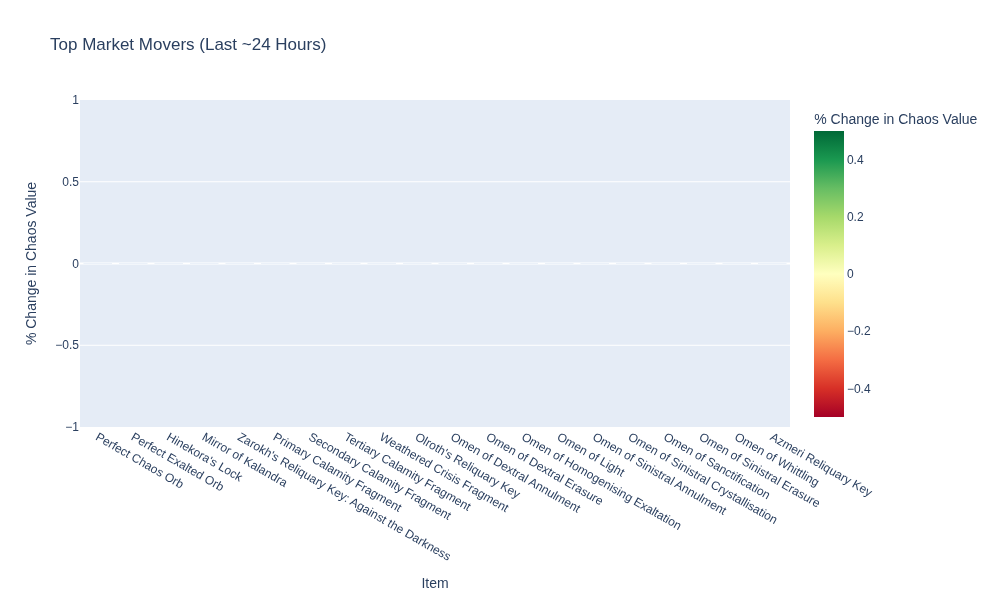 Top Market Movers (Last ~24 Hours)
% Change in Chaos Value
1
0.5
0
−0.5
−1
% Change in Chaos Value
0.4
0.2
0
−0.2
−0.4
Perfect Chaos Orb
Perfect Exalted Orb
Hinekora's Lock
Mirror of Kalandra
Zarokh's Reliquary Key: Against the Darkness
Primary Calamity Fragment
Secondary Calamity Fragment
Tertiary Calamity Fragment
Weathered Crisis Fragment
Olroth's Reliquary Key
Omen of Dextral Annulment
Omen of Dextral Erasure
Omen of Homogenising Exaltation
Omen of Light
Omen of Sinistral Annulment
Omen of Sinistral Crystallisation
Omen of Sanctification
Omen of Sinistral Erasure
Omen of Whittling
Azmeri Reliquary Key
Item